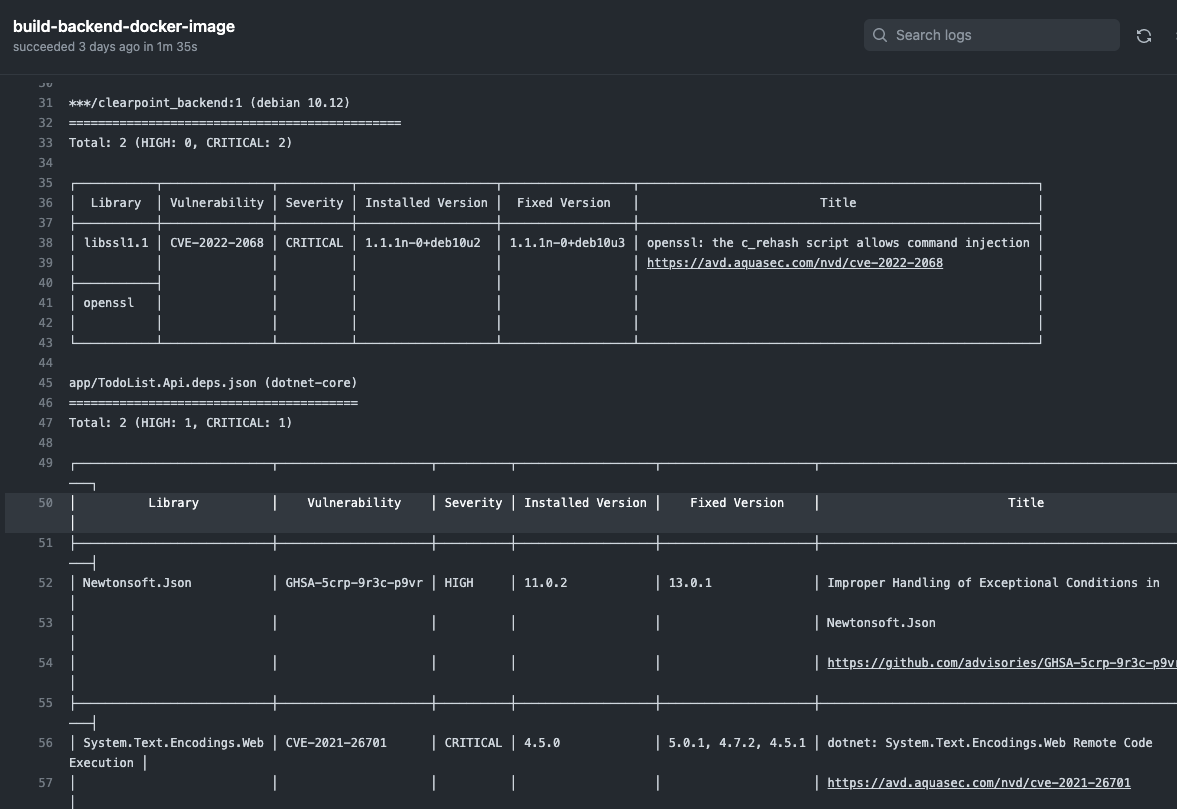 build-backend-docker-image
succeeded 3 days ago in 1m 35s
Search logs
30
31 ***/clearpoint_backend:1 (debian 10.12)
32 ==============================================
33 Total: 2 (HIGH: 0, CRITICAL: 2)
34
35
36 Library Vulnerability Severity Installed Version Fixed Version Title
37
38 libssl1.1 CVE-2022-2068 CRITICAL 1.1.1n-0+deb10u2 1.1.1n-0+deb10u3 openssl: the c_rehash script allows command injection
39 https://avd.aquasec.com/nvd/cve-2022-2068
40
41 openssl
42
43
44
45 app/TodoList.Api.deps.json (dotnet-core)
46 ========================================
47 Total: 2 (HIGH: 1, CRITICAL: 1)
48
49
50 Library Vulnerability Severity Installed Version Fixed Version Title
51
52 Newtonsoft.Json GHSA-5crp-9r3c-p9vr HIGH 11.0.2 13.0.1 Improper Handling of Exceptional Conditions in
53 Newtonsoft.Json
54 https://github.com/advisories/GHSA-5crp-9r3c-p9vr
55
56 System.Text.Encodings.Web CVE-2021-26701 CRITICAL 4.5.0 5.0.1, 4.7.2, 4.5.1 dotnet: System.Text.Encodings.Web Remote Code
Execution
57 https://avd.aquasec.com/nvd/cve-2021-26701